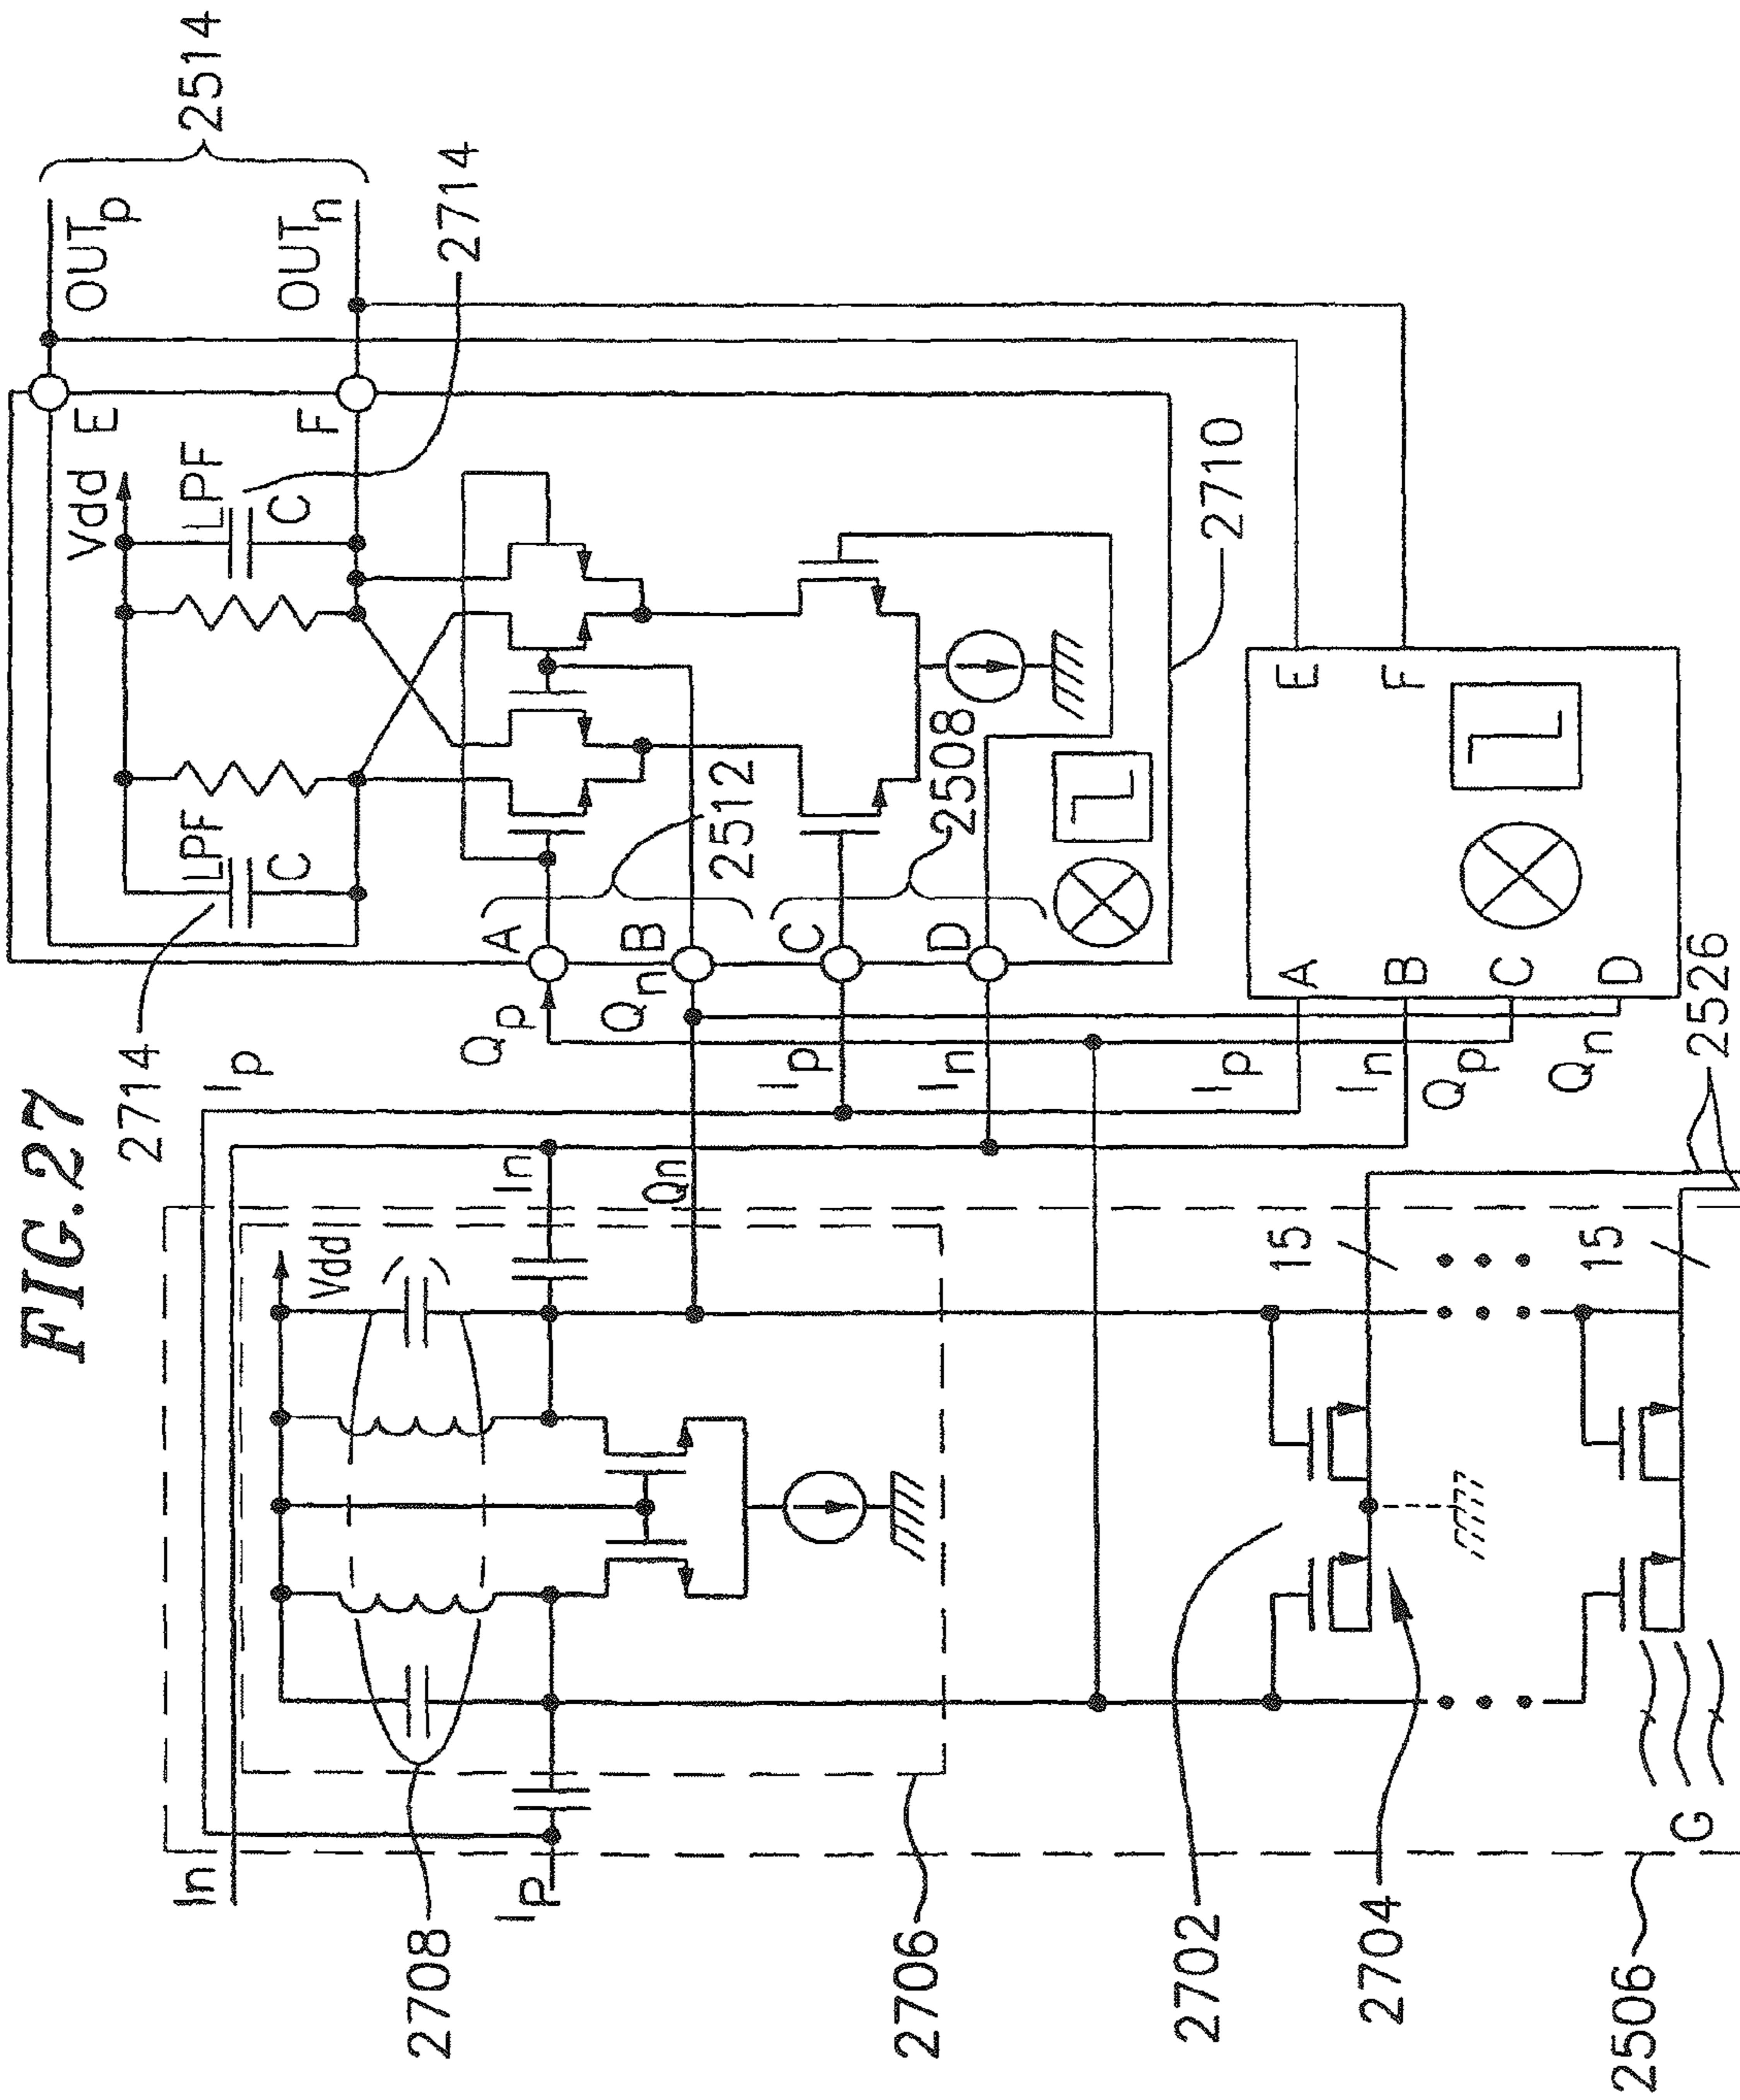 FIG.27
2514
OUTp
OUTn
2714
E
F
Vdd
LPF
C
LPF
C
2714
A
B
C
D
2512
2508
2710
Qp
Qn
Ip
In
E
F
A
B
C
D
Ip
In
Qp
Qn
2526
Ip
In
Qn
Vdd
In
Ip
15
15
2708
2706
2702
2704
G
2506